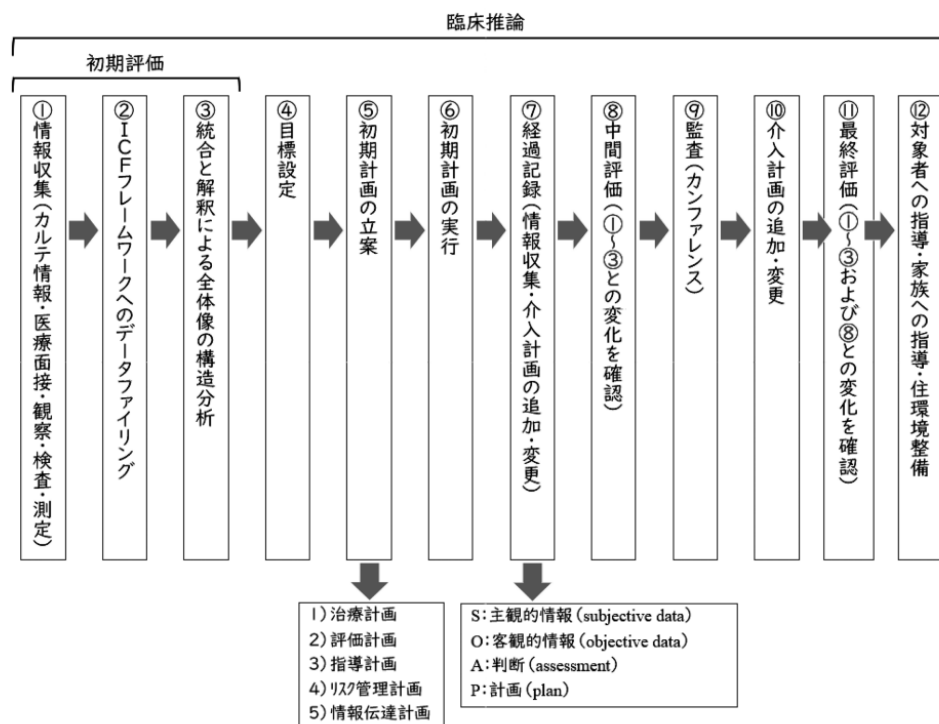 臨床推論
初期評価
①情報収集(カルテ情報・医療面接・観察・検査・測定)
②ICFフレームワークへのデータファイリング
③統合と解釈による全体像の構造分析
④目標設定
⑤初期計画の立案
⑥初期計画の実行
⑦経過記録(情報収集・介入計画の追加・変更)
⑧中間評価(①~③との変化を確認)
⑨監査(カンファレンス)
⑩介入計画の追加・変更
⑪最終評価(①~③および⑧との変化を確認)
⑫対象者への指導・家族への指導・住環境整備
1)治療計画
2)評価計画
3)指導計画
4)リスク管理計画
5)情報伝達計画
S:主観的情報(subjective data)
O:客観的情報(objective data)
A:判断(assessment)
P:計画(plan)